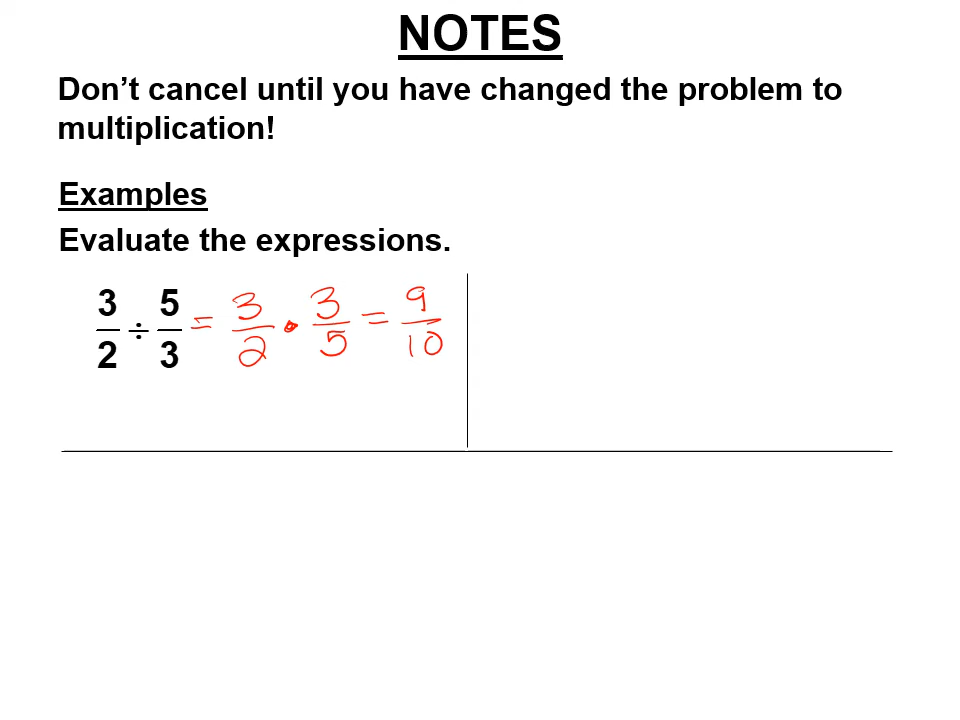 NOTES
Don’t cancel until you have changed the problem to
multiplication!
Examples
Evaluate the expressions.
3/2 ÷ 5/3 = 3/2 · 3/5 = 9/10